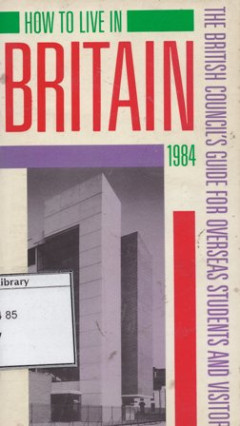 HOW TO LIVE IN
BRITAIN
1984
THE BRITISH COUNCIL'S GUIDE FOR OVERSEAS STUDENTS AND VISITOR
Library
85